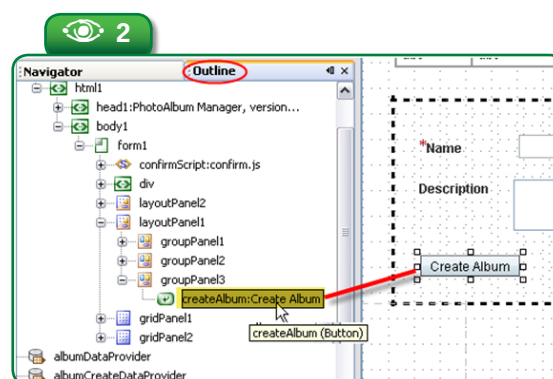 2
Navigator
Outline
html1
head1:PhotoAlbum Manager, version...
body1
form1
confirmScript:confirm.js
div
layoutPanel2
layoutPanel1
groupPanel1
groupPanel2
groupPanel3
createAlbum:Create Album
gridPanel1
createAlbum (Button)
gridPanel2
albumDataProvider
albumCreateDataProvider
*Name
Description
Create Album